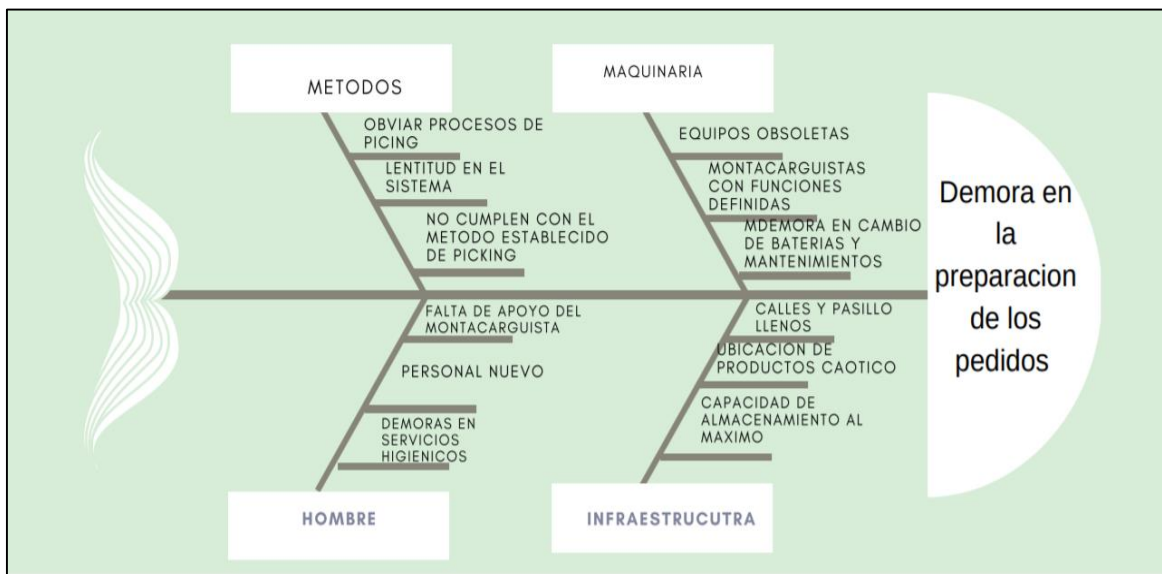 METODOS
OBVIAR PROCESOS DE
PICING
LENTITUD EN EL
SISTEMA
NO CUMPLEN CON EL
METODO ESTABLECIDO
DE PICKING
MAQUINARIA
EQUIPOS OBSOLETAS
MONTACARGUISTAS
CON FUNCIONES
DEFINIDAS
MDEMORA EN CAMBIO
DE BATERIAS Y
MANTENIMIENTOS
FALTA DE APOYO DEL
MONTACARGUISTA
PERSONAL NUEVO
DEMORAS EN
SERVICIOS
HIGIENICOS
HOMBRE
CALLES Y PASILLO
LLENOS
UBICACION DE
PRODUCTOS CAOTICO
CAPACIDAD DE
ALMACENAMIENTO AL
MAXIMO
INFRAESTRUCUTRA
Demora en
la
preparacion
de los
pedidos